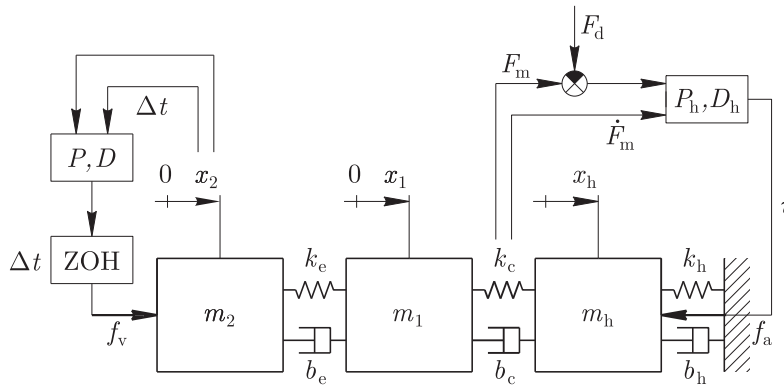 F_d
F_m
Δt
P_h, D_h
P, D
Ḟ_m
0 x_2
0 x_1
x_h
Δt
ZOH
k_e
k_c
k_h
m_2
m_1
m_h
f_v
f_a
b_e
b_c
b_h